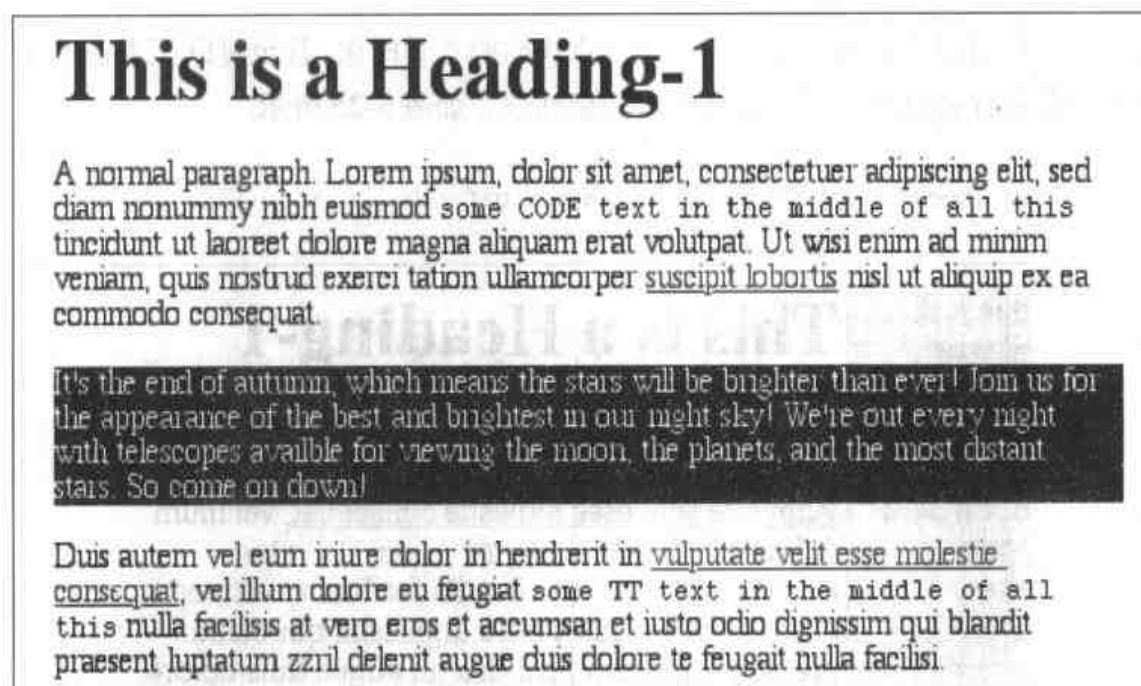 This is a Heading-1
A normal paragraph. Lorem ipsum, dolor sit amet, consectetuer adipiscing elit, sed
diam nonummy nibh euismod some CODE text in the middle of all this
tincidunt ut laoreet dolore magna aliquam erat volutpat. Ut wisi enim ad minim
veniam, quis nostrud exerci tation ullamcorper suscipit lobortis nisl ut aliquip ex ea
commodo consequat.
It's the end of autumn, which means the stars will be brighter than ever! Join us for
the appearance of the best and brightest in our night sky! We're out every night
with telescopes availble for viewing the moon, the planets, and the most distant
stars. So come on down!
Duis autem vel eum iriure dolor in hendrerit in vulputate velit esse molestie
consequat, vel illum dolore eu feugiat some TT text in the middle of all
this nulla facilisis at vero eros et accumsan et iusto odio dignissim qui blandit
praesent luptatum zzril delenit augue duis dolore te feugait nulla facilisi.